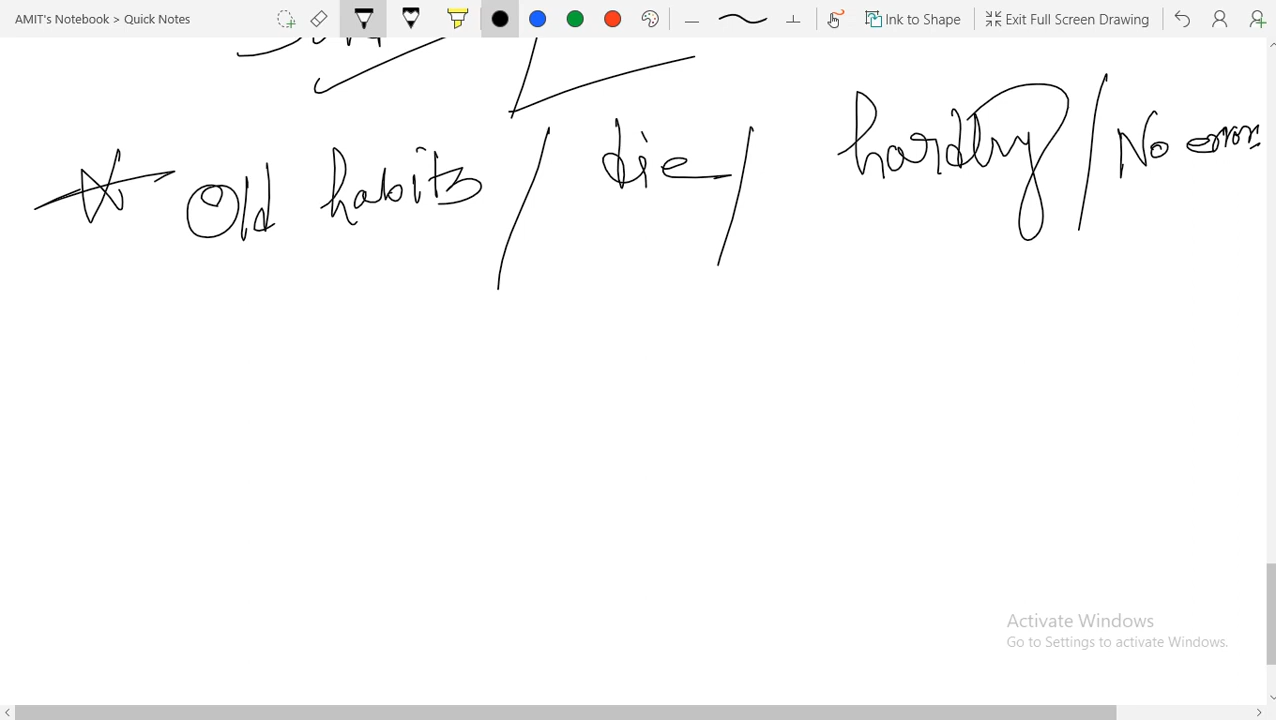 AMIT's Notebook > Quick Notes
Ink to Shape
Exit Full Screen Drawing
Old habits / die / hardly / No error.
Activate Windows
Go to Settings to activate Windows.